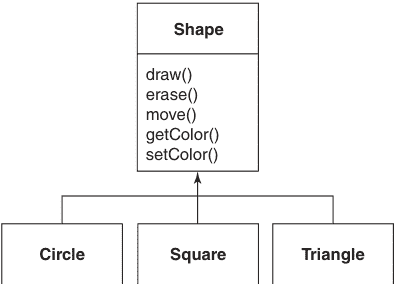 Shape
draw()
erase()
move()
getColor()
setColor()
Circle
Square
Triangle